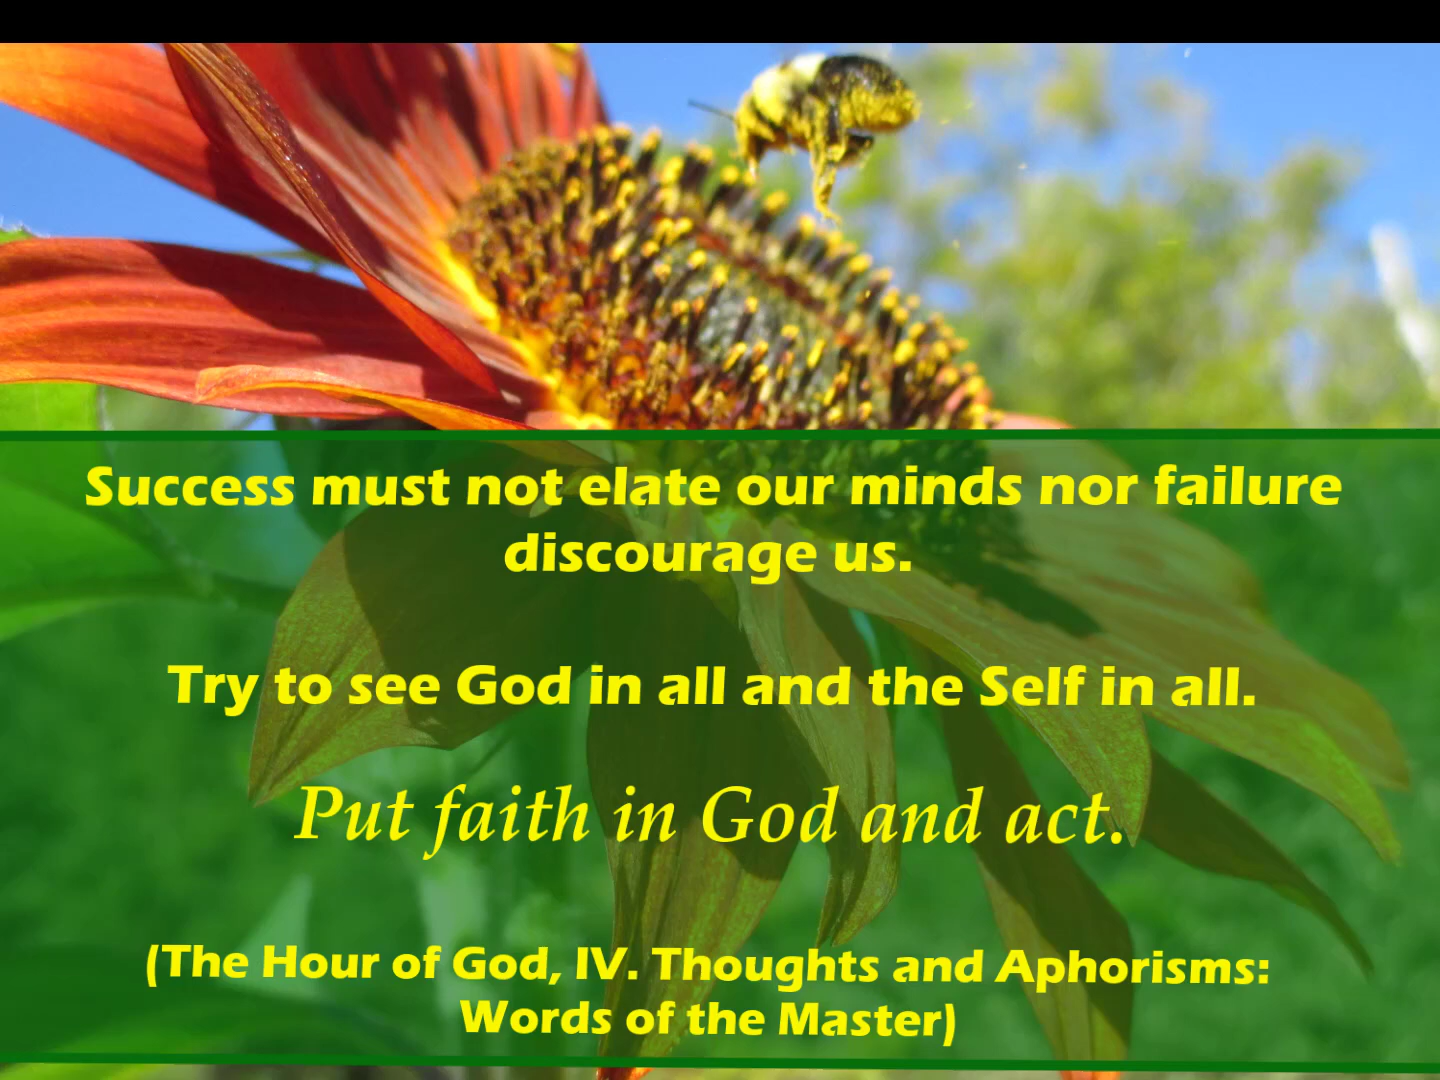 Success must not elate our minds nor failure
discourage us.
Try to see God in all and the Self in all.
Put faith in God and act.
(The Hour of God, IV. Thoughts and Aphorisms:
Words of the Master)